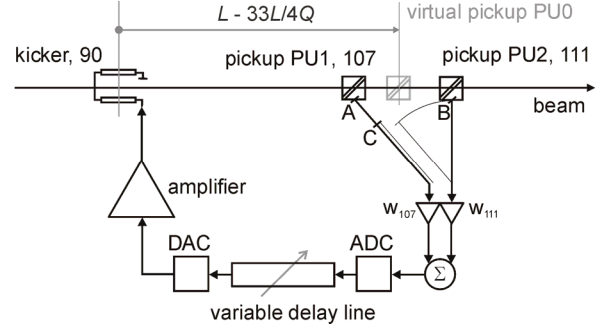 L - 33L/4Q
virtual pickup PU0
kicker, 90
pickup PU1, 107
pickup PU2, 111
A
B
beam
C
amplifier
w107
w111
DAC
ADC
Σ
variable delay line